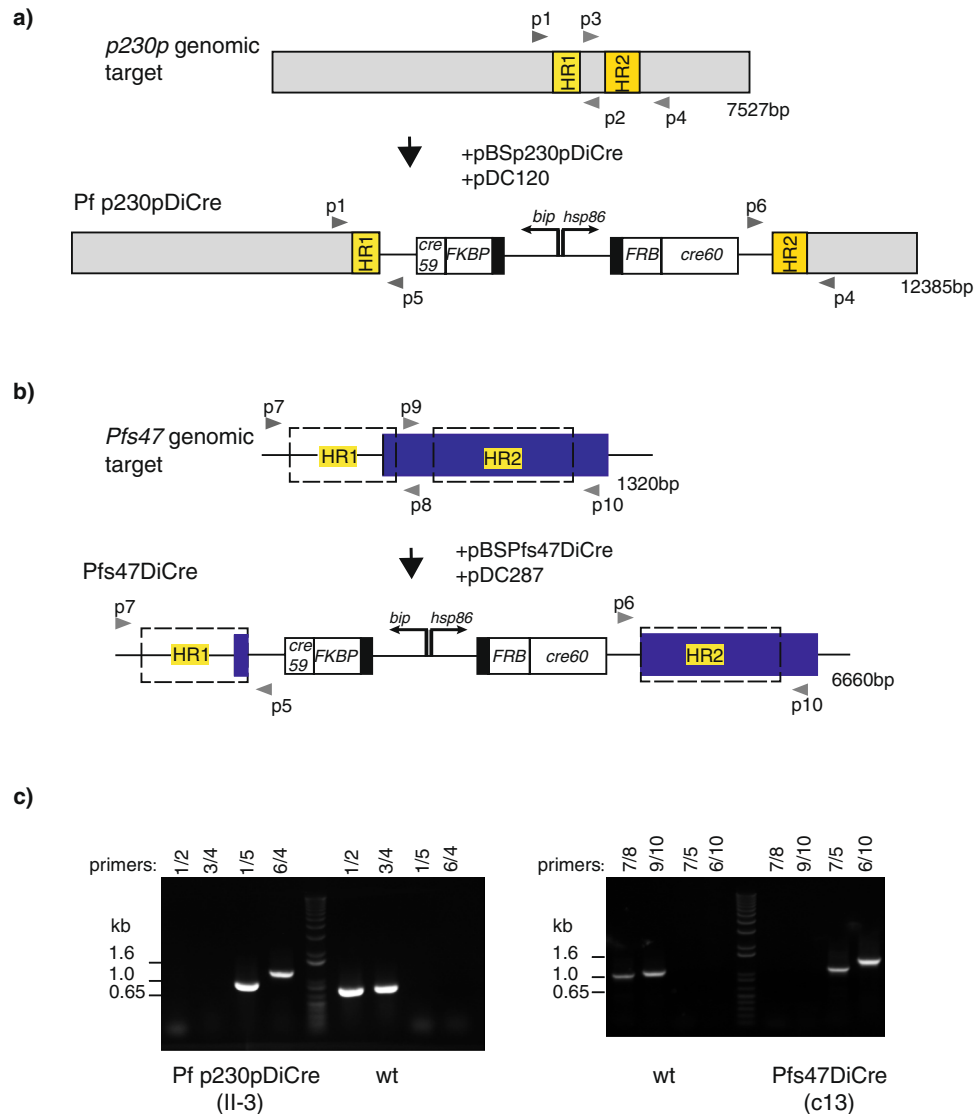 a)
p1 p3
p230p genomic
target
HR1 HR2
p2 p4
7527bp
+pBSp230pDiCre
+pDC120
Pf p230pDiCre
p1 bip hsp86 p6
HR1 cre
59 FKBP FRB cre60 HR2
p5 p4
12385bp
b)
p7 p9
Pfs47 genomic
target
HR1 HR2
1320bp
p8 p10
+pBSPfs47DiCre
+pDC287
Pfs47DiCre
p7 bip hsp86 p6
HR1 cre
59 FKBP FRB cre60 HR2
6660bp
p5 p10
c)
primers: 1/2 3/4 1/5 6/4 1/2 3/4 1/5 6/4
kb
1.6
1.0
0.65
Pf p230pDiCre
(II-3)
wt
primers: 7/8 9/10 7/5 6/10 7/8 9/10 7/5 6/10
kb
1.6
1.0
0.65
wt
Pfs47DiCre
(c13)